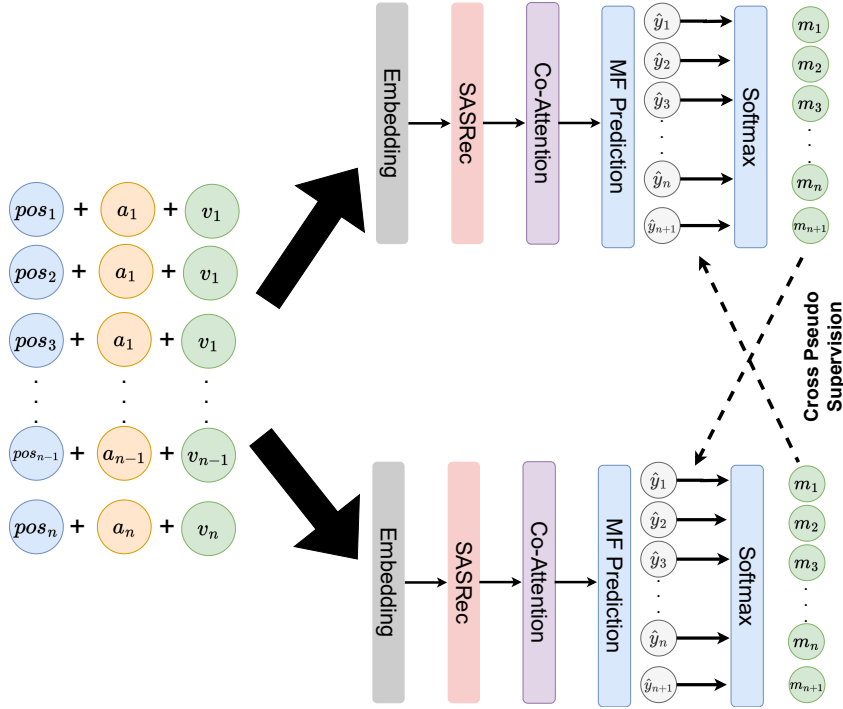 pos₁ + a₁ + v₁
pos₂ + a₁ + v₁
pos₃ + a₁ + v₁
. . .
. . .
. . .
posₙ₋₁ + aₙ₋₁ + vₙ₋₁
posₙ + aₙ + vₙ
Embedding
SASRec
Co-Attention
MF Prediction
ŷ₁
ŷ₂
ŷ₃
. . . .
ŷₙ
ŷₙ₊₁
Softmax
m₁
m₂
m₃
. . . .
mₙ
mₙ₊₁
Cross Pseudo
Supervision
Embedding
SASRec
Co-Attention
MF Prediction
ŷ₁
ŷ₂
ŷ₃
. . . .
ŷₙ
ŷₙ₊₁
Softmax
m₁
m₂
m₃
. . . .
mₙ
mₙ₊₁